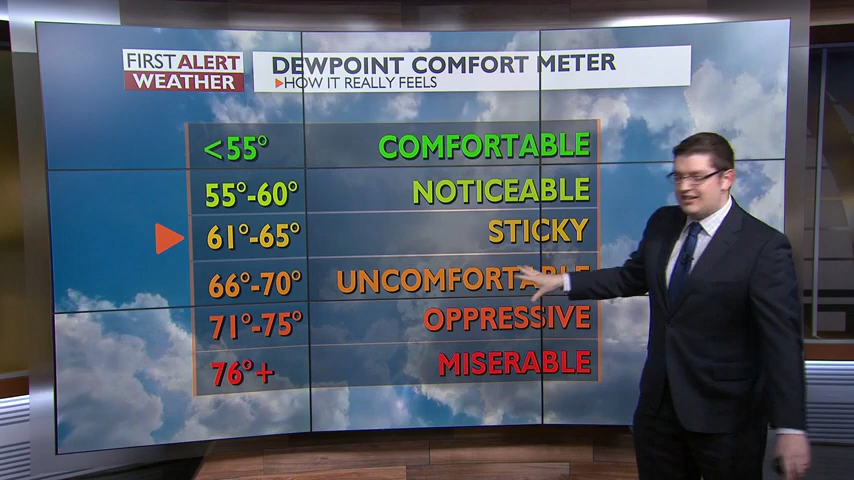 FIRST ALERT
WEATHER
DEWPOINT COMFORT METER
HOW IT REALLY FEELS
<55° COMFORTABLE
55°-60° NOTICEABLE
61°-65° STICKY
66°-70° UNCOMFORTABLE
71°-75° OPPRESSIVE
76°+ MISERABLE